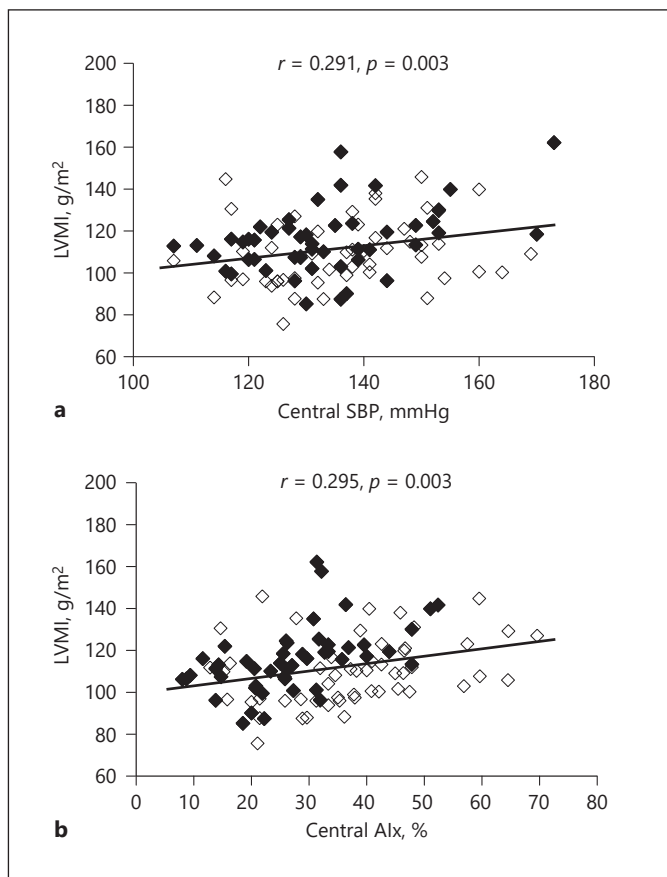 r = 0.291, p = 0.003
LVMI, g/m²
200
180
160
140
120
100
80
60
100 120 140 160 180
Central SBP, mmHg
a
r = 0.295, p = 0.003
LVMI, g/m²
200
180
160
140
120
100
80
60
0 10 20 30 40 50 60 70 80
Central AIx, %
b